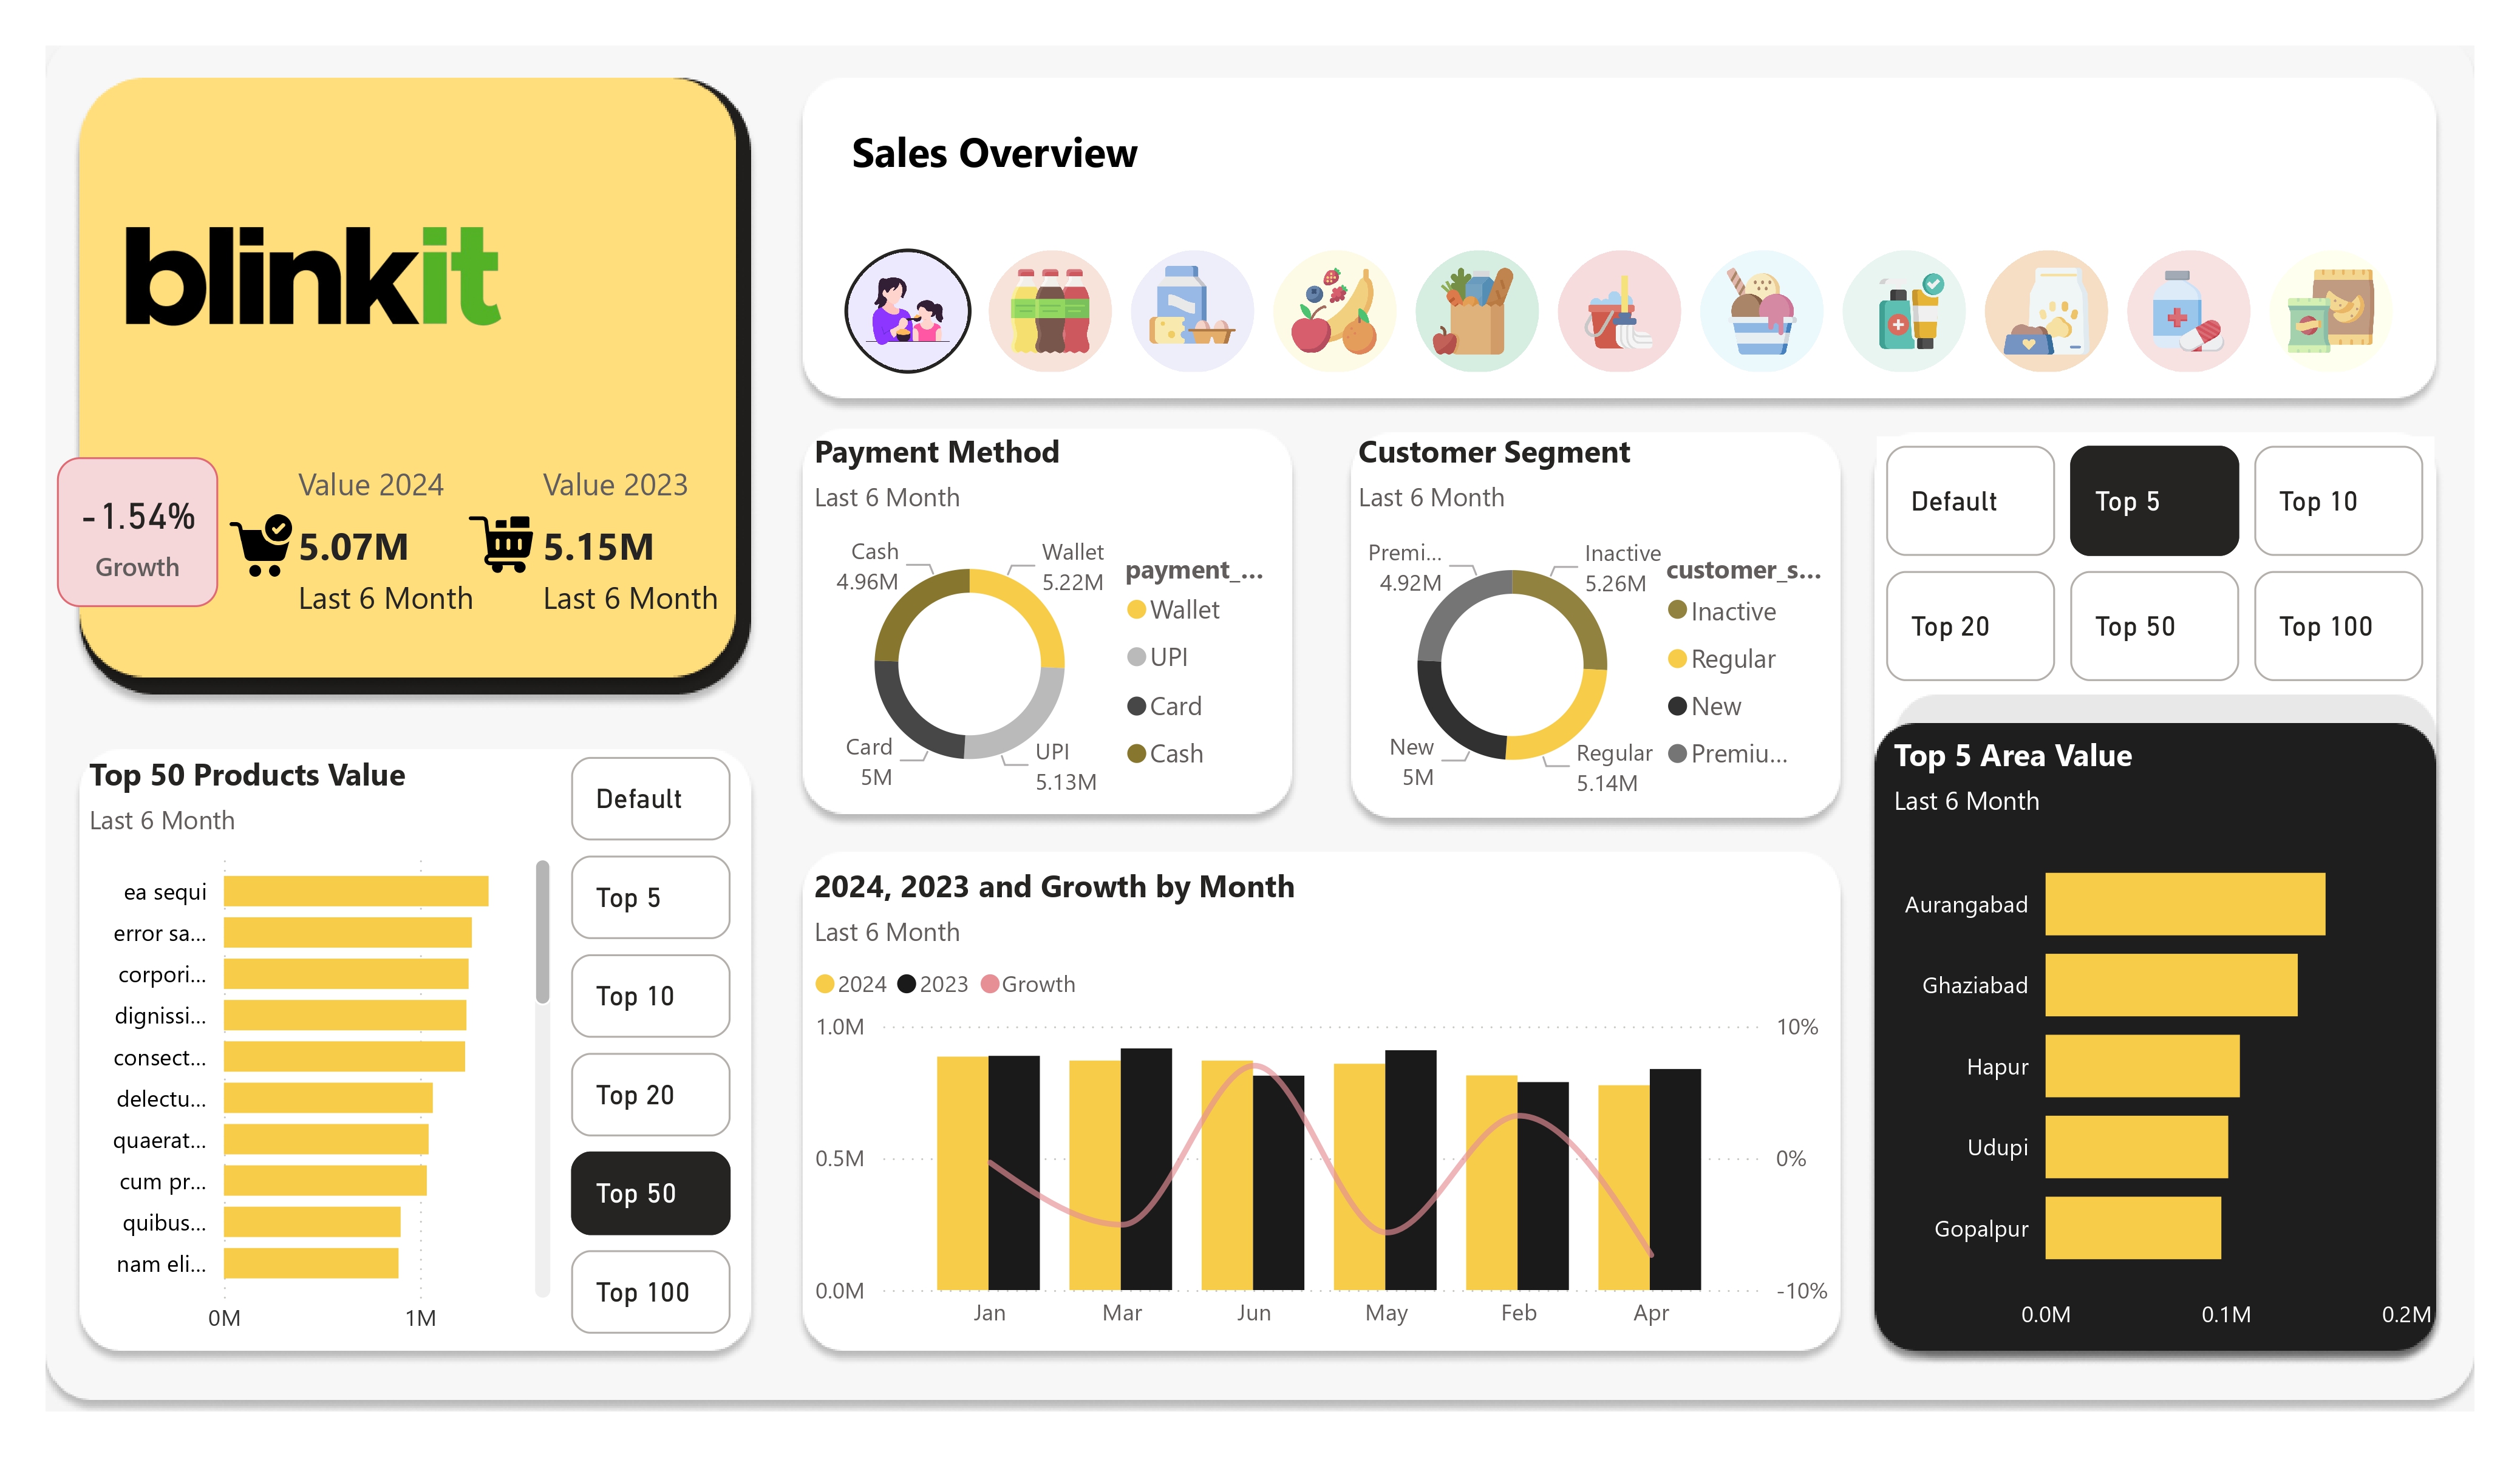 blinkit
-1.54%
Growth
Value 2024
5.07M
Last 6 Month
Value 2023
5.15M
Last 6 Month
Sales Overview
Payment Method
Last 6 Month
Cash
4.96M
Wallet
5.22M
Card
5M
UPI
5.13M
payment_...
Wallet
UPI
Card
Cash
Customer Segment
Last 6 Month
Premi...
4.92M
Inactive
5.26M
New
5M
Regular
5.14M
customer_s...
Inactive
Regular
New
Premiu...
Default
Top 5
Top 10
Top 20
Top 50
Top 100
Top 50 Products Value
Last 6 Month
ea sequi
error sa...
corpori...
dignissi...
consect...
delectu...
quaerat...
cum pr...
quibus...
nam eli...
0M
1M
Default
Top 5
Top 10
Top 20
Top 50
Top 100
2024, 2023 and Growth by Month
Last 6 Month
2024
2023
Growth
1.0M
0.5M
0.0M
10%
0%
-10%
Jan
Mar
Jun
May
Feb
Apr
Top 5 Area Value
Last 6 Month
Aurangabad
Ghaziabad
Hapur
Udupi
Gopalpur
0.0M
0.1M
0.2M